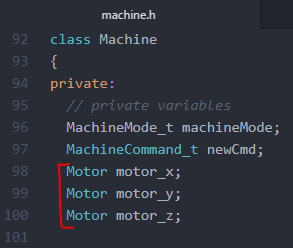 machine.h
92 class Machine
93 {
94 private:
95 // private variables
96 MachineMode_t machineMode;
97 MachineCommand_t newCmd;
98 Motor motor_x;
99 Motor motor_y;
100 Motor motor_z;